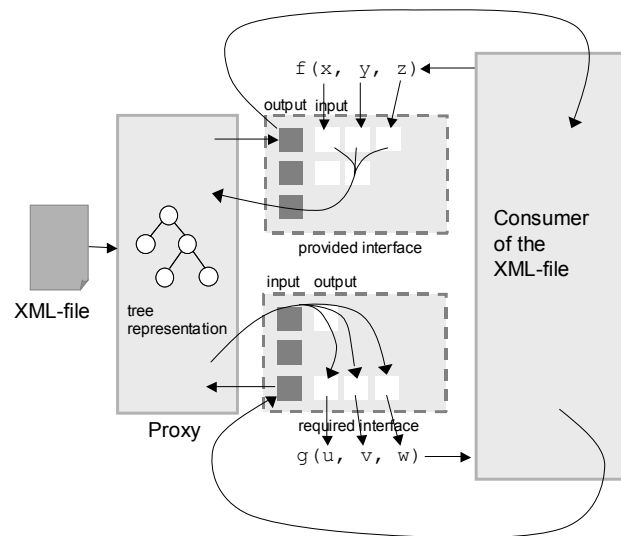 f(x, y, z)
output input
provided interface
Consumer
of the
XML-file
XML-file
tree
representation
input output
Proxy
required interface
g(u, v, w)